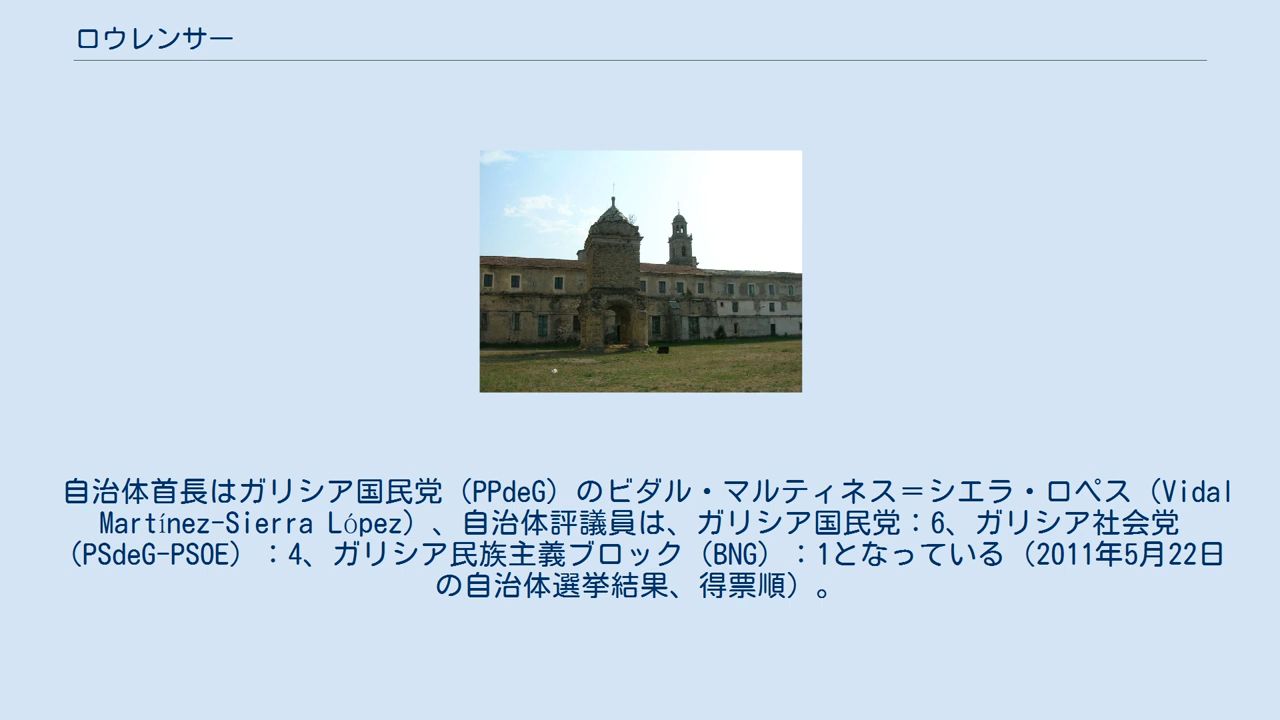 ロウレンサー
自治体首長はガリシア国民党（PPdeG）のビダル・マルティネス＝シエラ・ロペス（Vidal
Martínez-Sierra López）、自治体評議員は、ガリシア国民党：6、ガリシア社会党
（PSdeG-PSOE）：4、ガリシア民族主義ブロック（BNG）：1となっている（2011年5月22日
の自治体選挙結果、得票順）。